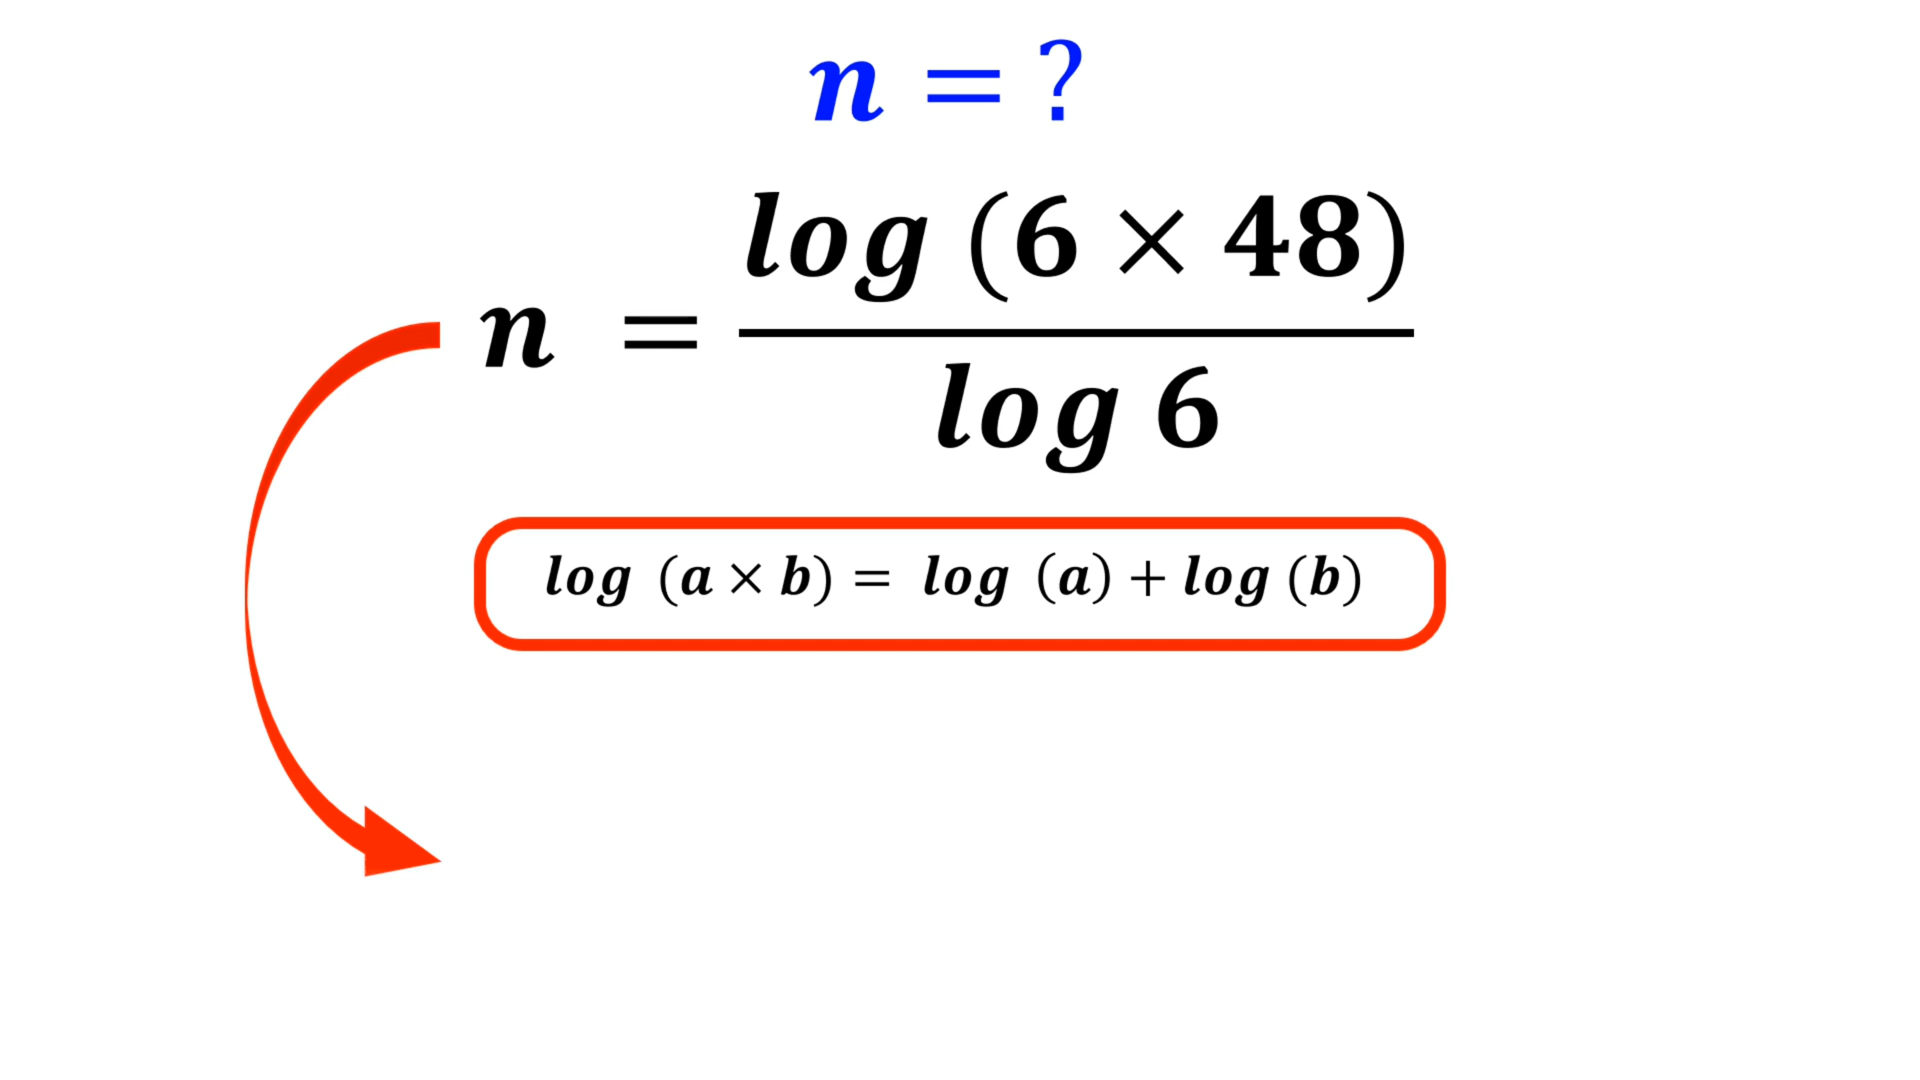 n = ?
n = log (6 × 48) / log 6
log (a × b) = log (a) + log (b)